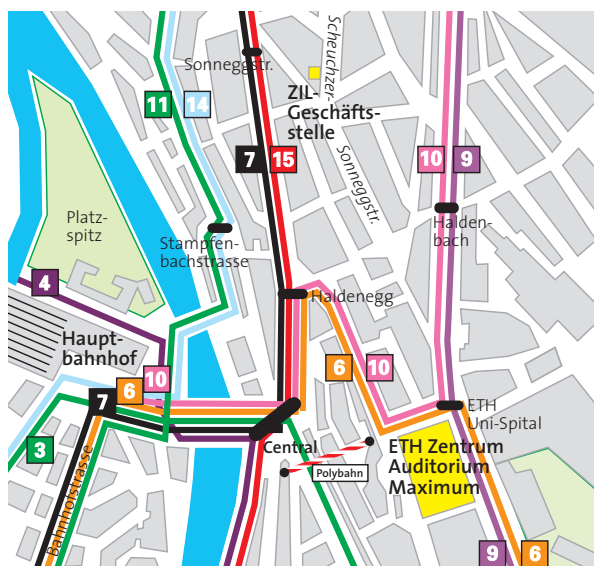 Sonneggstr.
Scheuchzer-
ZIL-
Geschäfts-
stelle
11
14
7
15
Sonneggstr.
10
9
Platz-
spitz
Stampfen-
bachstrasse
Halden-
bach
4
Haldenegg
Haupt-
bahnhof
6
10
10
6
7
ETH
Uni-Spital
3
Central
ETH Zentrum
Auditorium
Maximum
Polybahn
Bahnhofstrasse
9
6